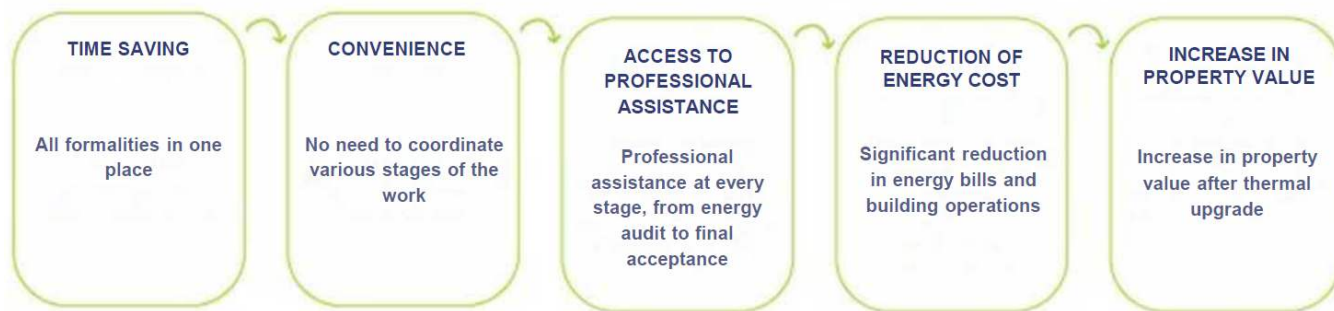 TIME SAVING
All formalities in one
place
CONVENIENCE
No need to coordinate
various stages of the
work
ACCESS TO
PROFESSIONAL
ASSISTANCE
Professional
assistance at every
stage, from energy
audit to final
acceptance
REDUCTION OF
ENERGY COST
Significant reduction
in energy bills and
building operations
INCREASE IN
PROPERTY VALUE
Increase in property
value after thermal
upgrade